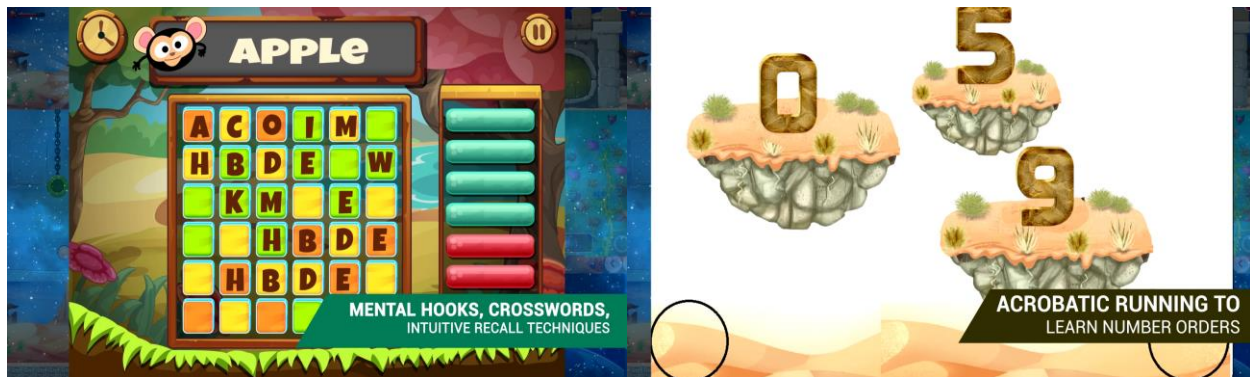 APPLE
A C O I M
H B D E W
K M E
H B D E
H B D E
MENTAL HOOKS, CROSSWORDS,
INTUITIVE RECALL TECHNIQUES
0
5
9
ACROBATIC RUNNING TO
LEARN NUMBER ORDERS